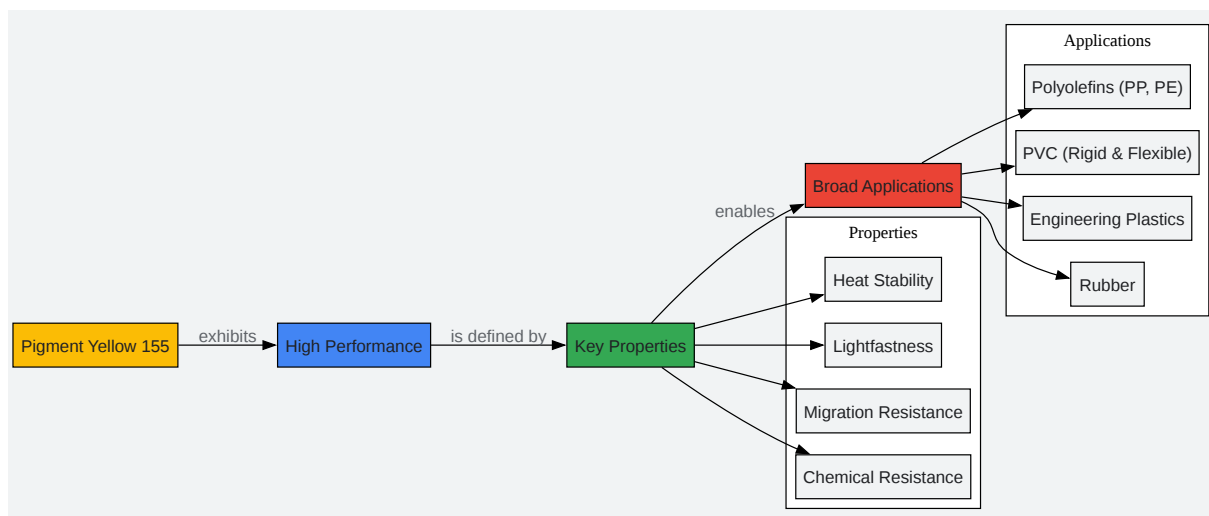 Pigment Yellow 155
exhibits
High Performance
is defined by
Key Properties
enables
Broad Applications
Properties
Heat Stability
Lightfastness
Migration Resistance
Chemical Resistance
Applications
Polyolefins (PP, PE)
PVC (Rigid & Flexible)
Engineering Plastics
Rubber